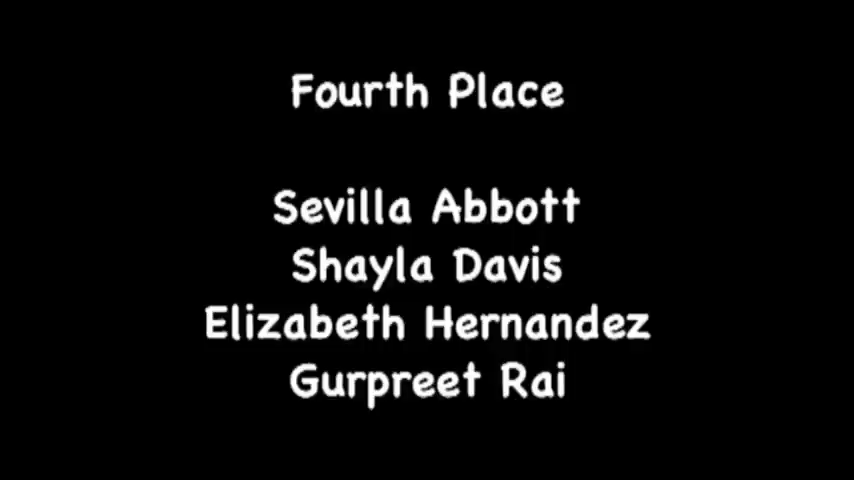 Fourth Place
Sevilla Abbott
Shayla Davis
Elizabeth Hernandez
Gurpreet Rai